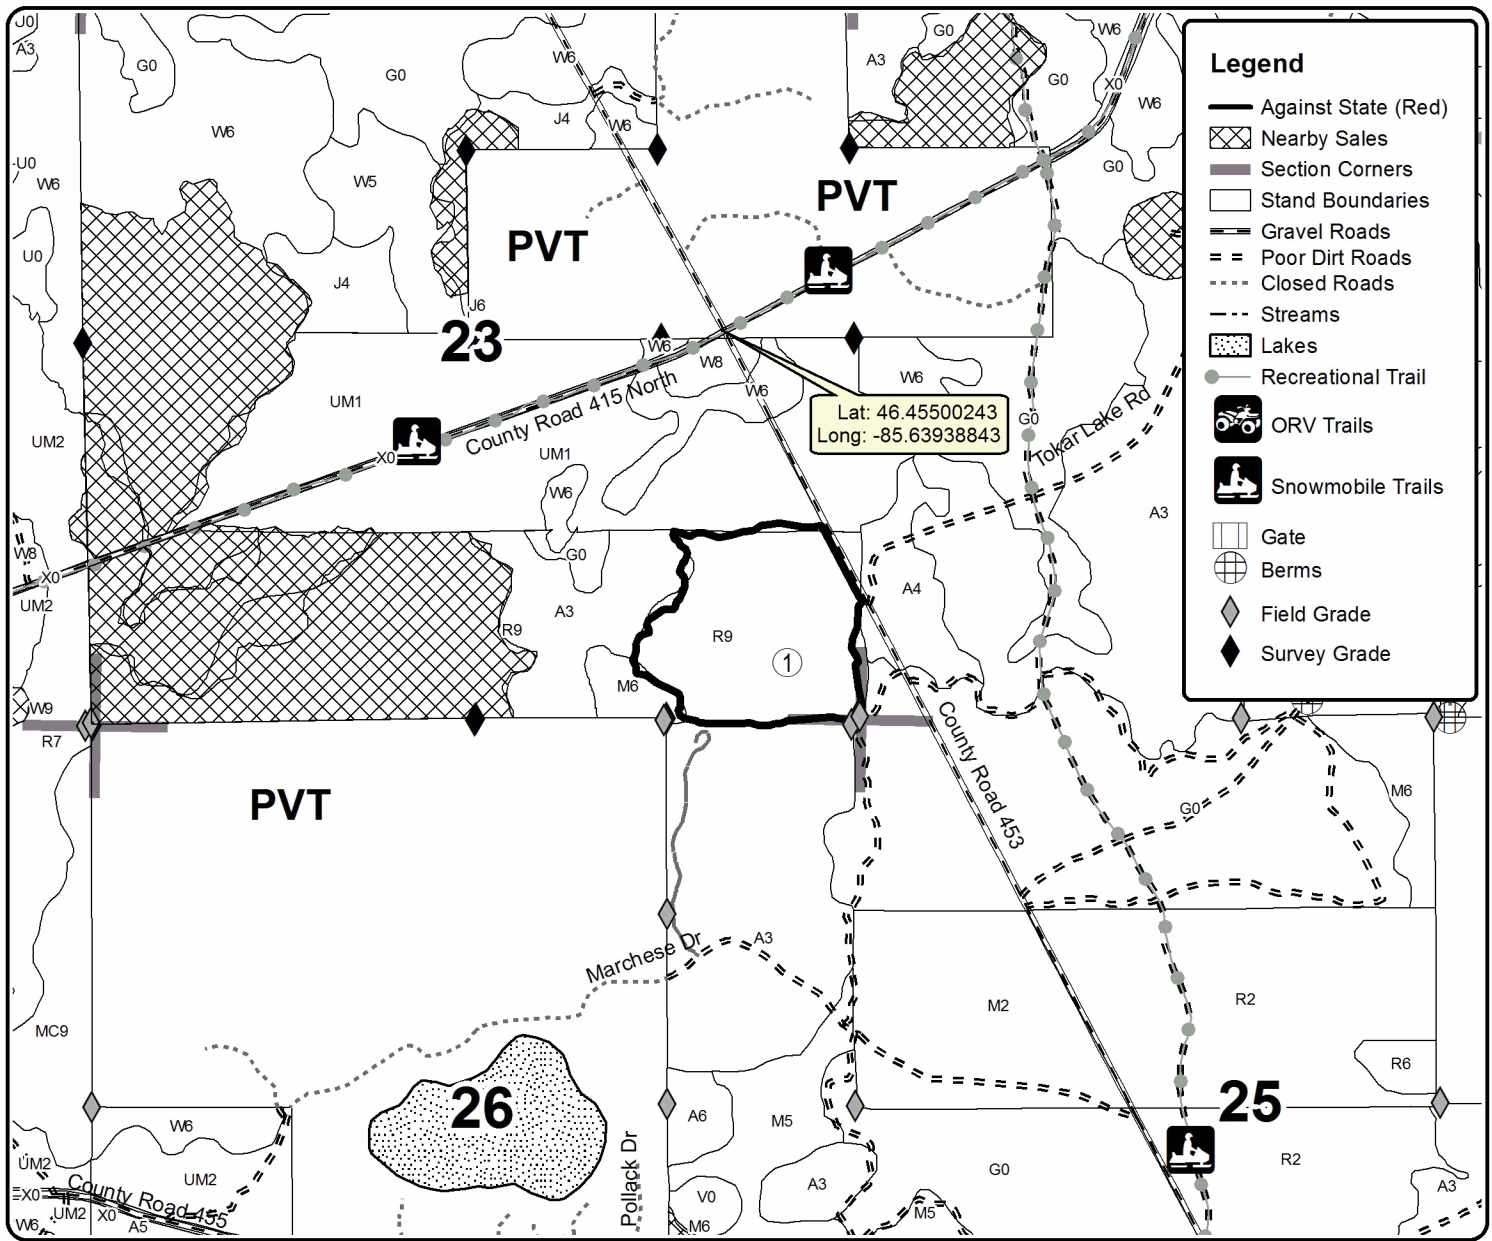 J0
A3
G0
G0
W6
W6
J4
W6
W5
A3
G0
G0
W6
X0
W6
G0
-U0
W6
U0
J4
J6
PVT
PVT
23
W6
W8
W6
W6
UM1
UM2
County Road 415 North
X0
UM1
W6
G0
Lat: 46.45500243
Long: -85.63938843
G0
Tokar Lake Rd
A3
W8
X0
UM2
G0
A3
R9
R9
1
M6
A4
W9
R7
PVT
County Road 453
G0
M6
Marchese Dr
A3
M2
R2
R6
MC9
26
25
W6
A6
M5
UM2
UM2
X0
County Road 455
UM2
X0
A5
W6
Pollack Dr
V0
M6
A3
M5
G0
R2
A3
Legend
Against State (Red)
Nearby Sales
Section Corners
Stand Boundaries
Gravel Roads
Poor Dirt Roads
Closed Roads
Streams
Lakes
Recreational Trail
ORV Trails
Snowmobile Trails
Gate
Berms
Field Grade
Survey Grade